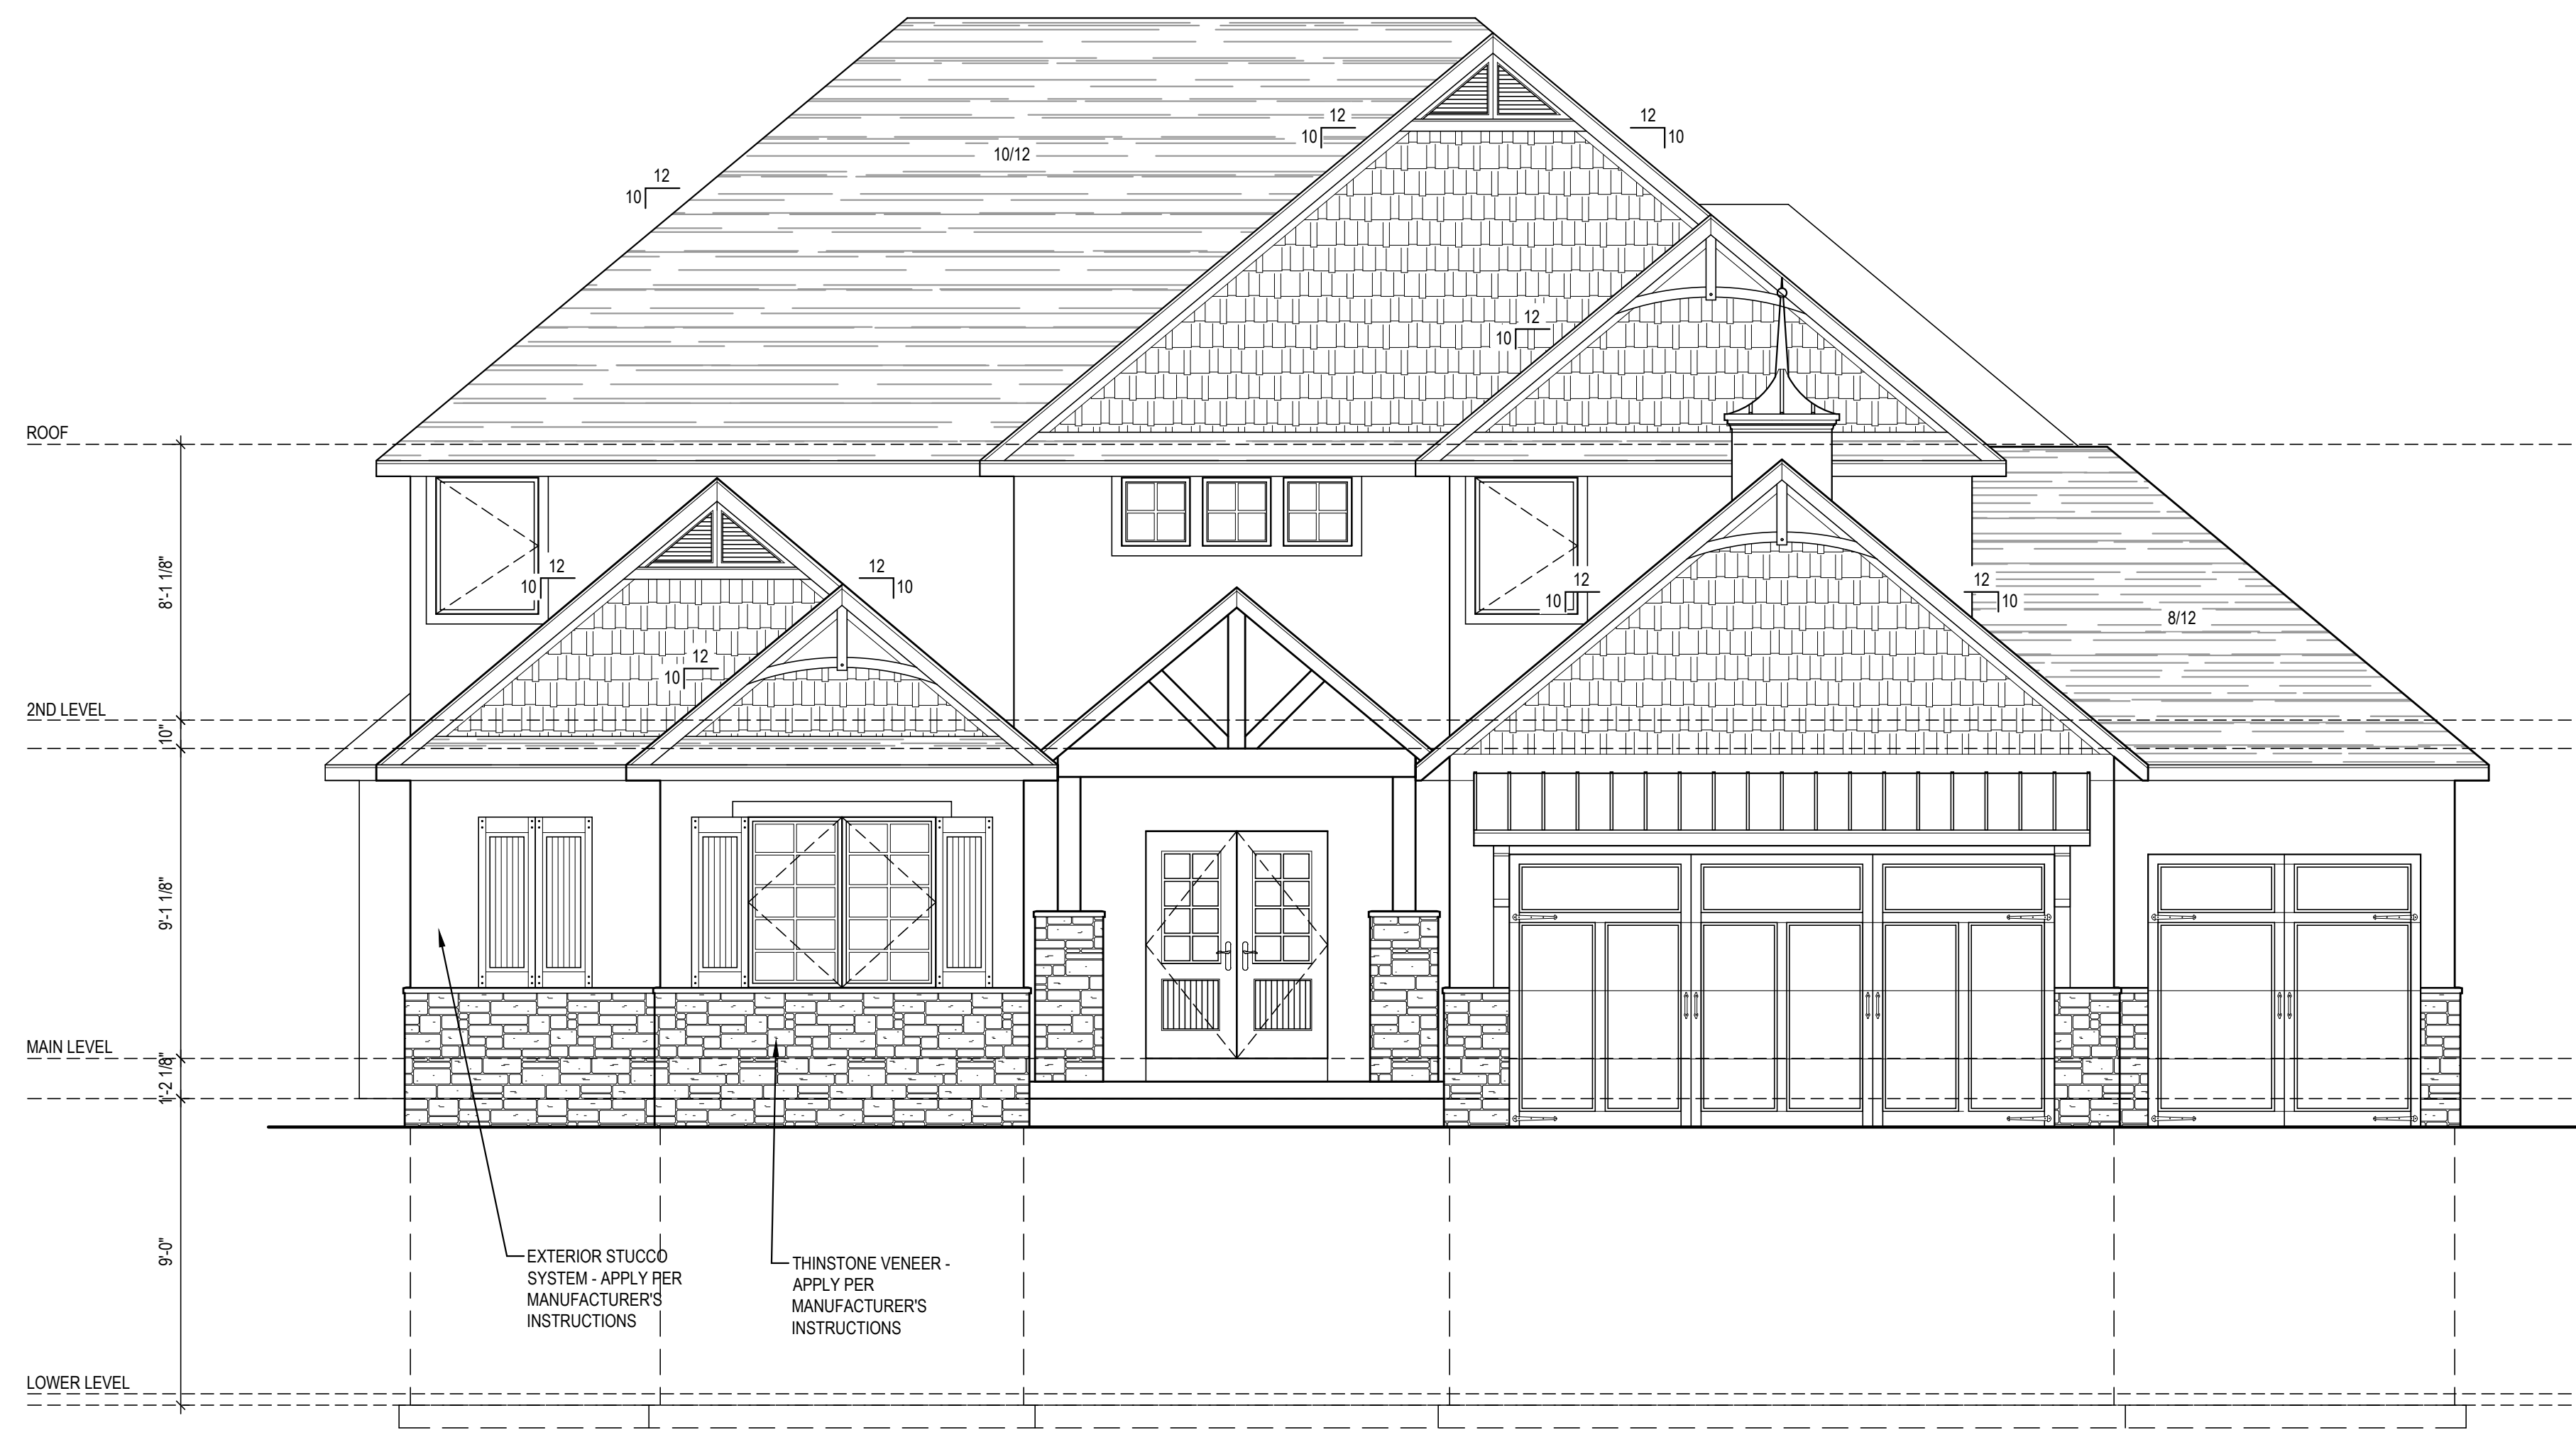 12
12
10
10
10/12
12
10
12
10
ROOF
12
10
12
10
12
10
12
10
8'-1 1/8"
8/12
12
10
2ND LEVEL
10"
9'-1 1/8"
MAIN LEVEL
1'-2 1/8"
9'-0"
EXTERIOR STUCCO
SYSTEM - APPLY PER
MANUFACTURER'S
INSTRUCTIONS
THINSTONE VENEER -
APPLY PER
MANUFACTURER'S
INSTRUCTIONS
LOWER LEVEL